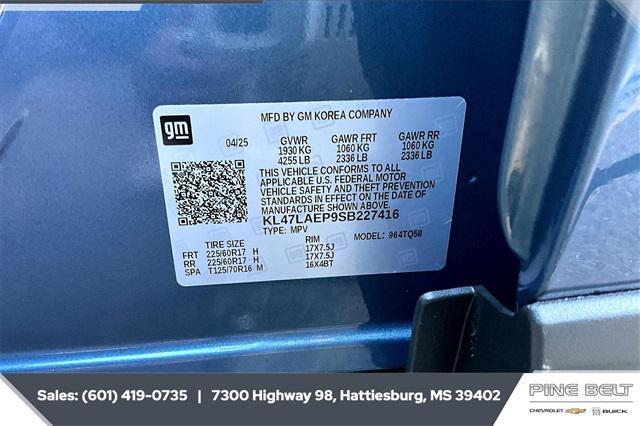 gm
MFD BY GM KOREA COMPANY
04/25 GVWR GAWR FRT GAWR RR
1930 KG 1060 KG 1060 KG
4255 LB 2336 LB 2336 LB
THIS VEHICLE CONFORMS TO ALL
APPLICABLE U.S. FEDERAL MOTOR
VEHICLE SAFETY AND THEFT PREVENTION
STANDARDS IN EFFECT ON THE DATE OF
MANUFACTURE SHOWN ABOVE.
KL47LAEP9SB227416
TYPE: MPV MODEL: 964TQ58
TIRE SIZE RIM
FRT 225/60R17 H 17X7.5J
RR 225/60R17 H 17X7.5J
SPA T125/70R16 M 16X4BT
Sales: (601) 419-0735 | 7300 Highway 98, Hattiesburg, MS 39402
PINE BELT
CHEVROLET BUICK